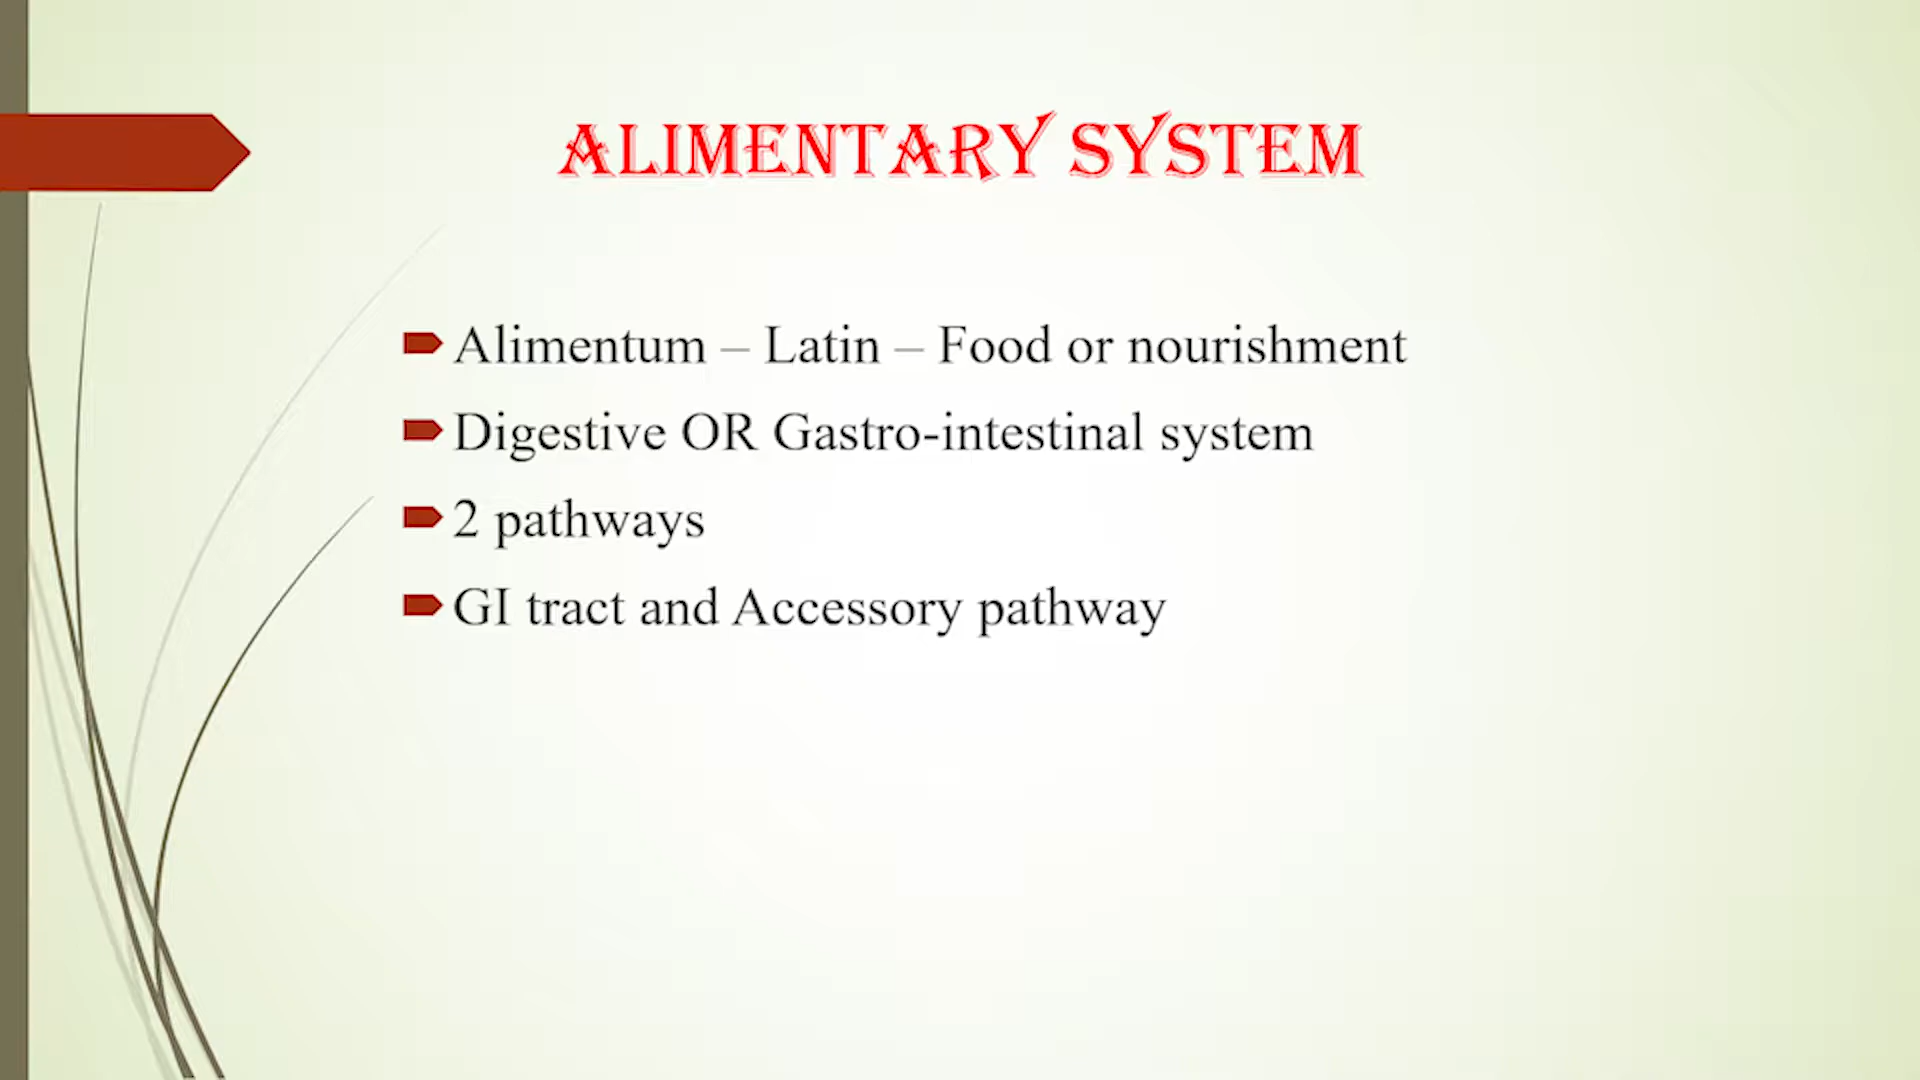 ALIMENTARY SYSTEM
Alimentum – Latin – Food or nourishment
Digestive OR Gastro-intestinal system
2 pathways
GI tract and Accessory pathway